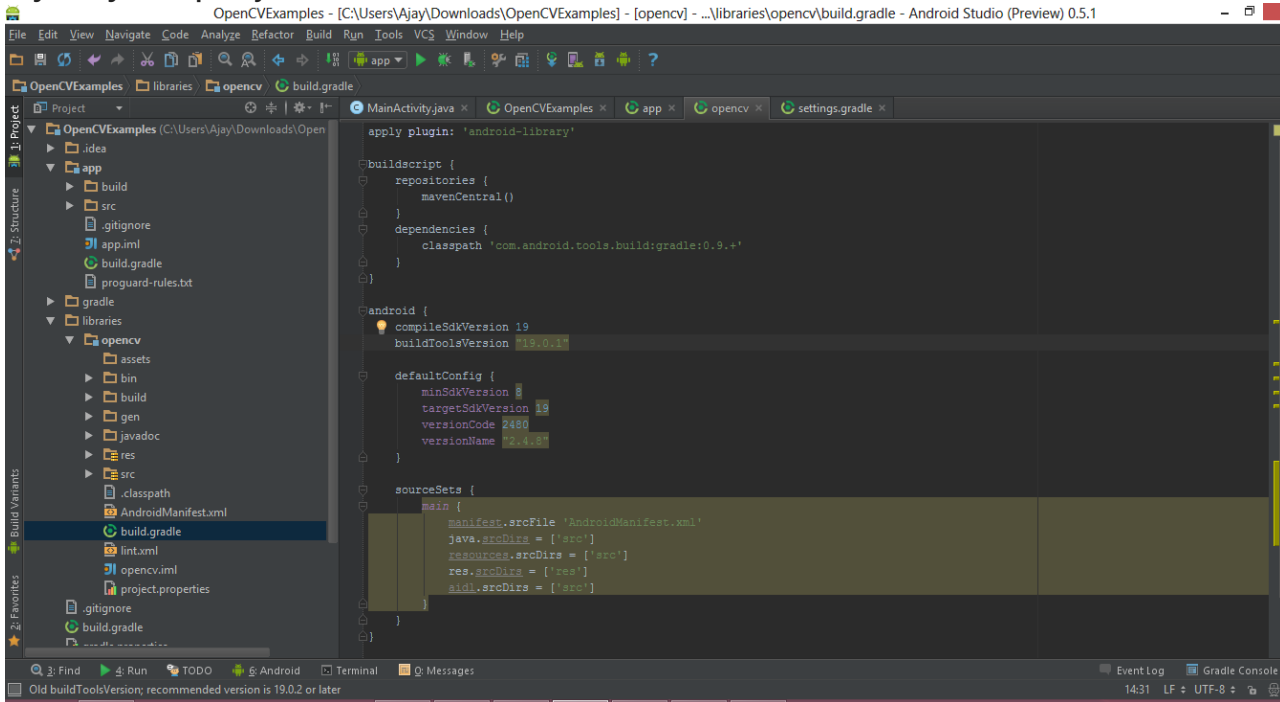 OpenCVExamples - [C:\Users\Ajay\Downloads\OpenCVExamples] - [opencv] - ...\libraries\opencv\build.gradle - Android Studio (Preview) 0.5.1
File Edit View Navigate Code Analyze Refactor Build Run Tools VCS Window Help
app
OpenCVExamples libraries opencv build.gradle
Project
MainActivity.java OpenCVExamples app opencv settings.gradle
1: Project
Z: Structure
Build Variants
2: Favorites
OpenCVExamples (C:\Users\Ajay\Downloads\Open
.idea
app
build
src
.gitignore
app.iml
build.gradle
proguard-rules.txt
gradle
libraries
opencv
assets
bin
build
gen
javadoc
res
src
.classpath
AndroidManifest.xml
build.gradle
lint.xml
opencv.iml
project.properties
.gitignore
build.gradle
apply plugin: 'android-library'
buildscript {
repositories {
mavenCentral()
}
dependencies {
classpath 'com.android.tools.build:gradle:0.9.+'
}
}
android {
compileSdkVersion 19
buildToolsVersion "19.0.1"
defaultConfig {
minSdkVersion 8
targetSdkVersion 19
versionCode 2480
versionName "2.4.8"
}
sourceSets {
main {
manifest.srcFile 'AndroidManifest.xml'
java.srcDirs = ['src']
resources.srcDirs = ['src']
res.srcDirs = ['res']
aidl.srcDirs = ['src']
}
}
}
3: Find 4: Run TODO 6: Android Terminal 0: Messages Event Log Gradle Console
Old buildToolsVersion; recommended version is 19.0.2 or later 14:31 LF UTF-8